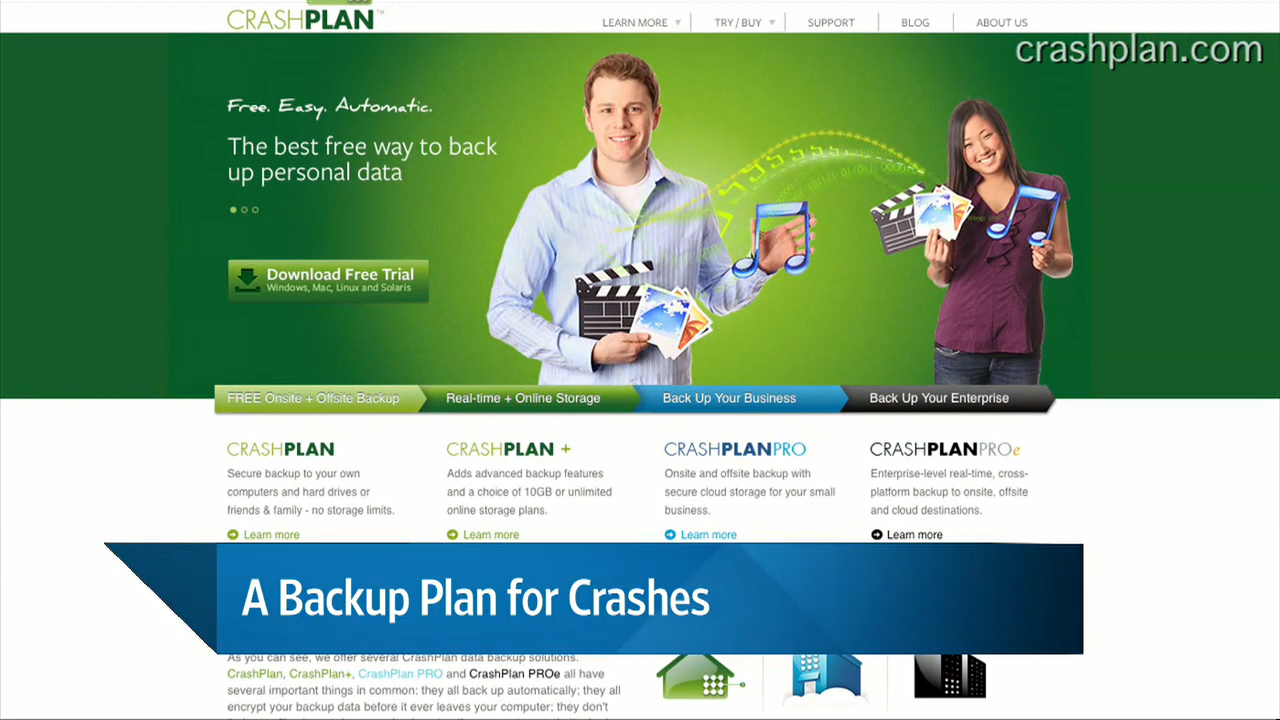 CRASHPLAN™
LEARN MORE
TRY / BUY
SUPPORT
BLOG
ABOUT US
crashplan.com
Free. Easy. Automatic.
The best free way to back
up personal data
Download Free Trial
Windows, Mac, Linux and Solaris
FREE Onsite + Offsite Backup
Real-time + Online Storage
Back Up Your Business
Back Up Your Enterprise
CRASHPLAN
Secure backup to your own
computers and hard drives or
friends & family - no storage limits.
Learn more
CRASHPLAN +
Adds advanced backup features
and a choice of 10GB or unlimited
online storage plans.
Learn more
CRASHPLANPRO
Onsite and offsite backup with
secure cloud storage for your small
business.
Learn more
CRASHPLANPROe
Enterprise-level real-time, cross-
platform backup to onsite, offsite
and cloud destinations.
Learn more
A Backup Plan for Crashes
As you can see, we offer several CrashPlan data backup solutions.
CrashPlan, CrashPlan+, CrashPlan PRO and CrashPlan PROe all have
several important things in common: they all back up automatically; they all
encrypt your backup data before it ever leaves your computer; they don't